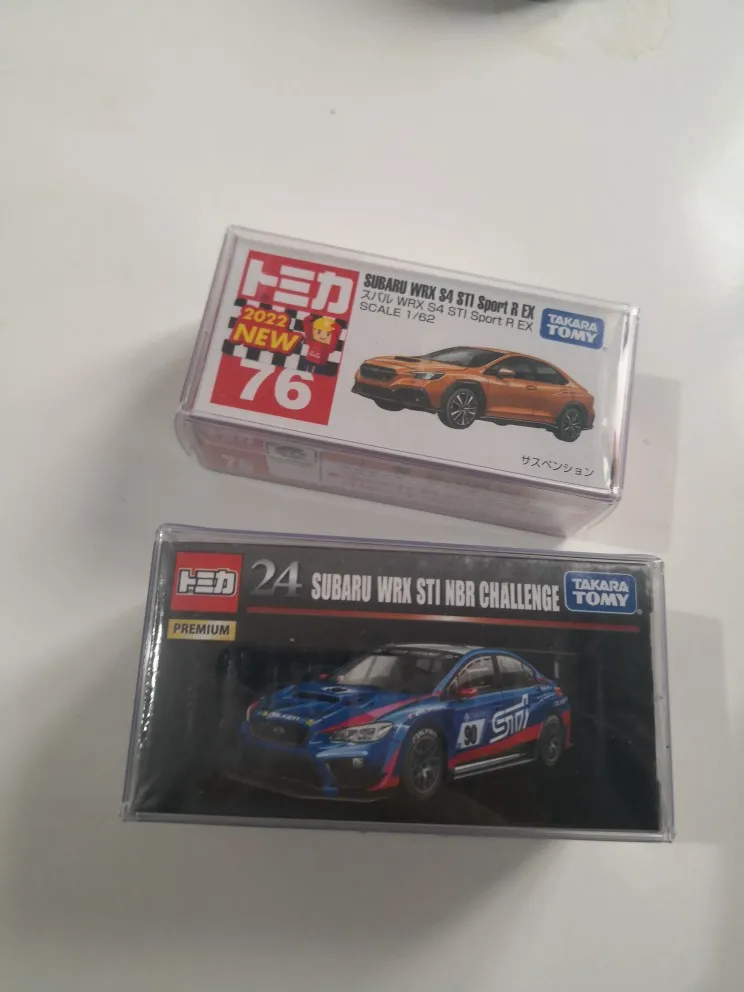 トミカ
2022
NEW
76
SUBARU WRX S4 STI Sport R EX
スバル WRX S4 STI Sport R EX
SCALE 1/62
TAKARA
TOMY
サスペンション
76
トミカ
PREMIUM
24
SUBARU WRX STI NBR CHALLENGE
TAKARA
TOMY
FALKEN
90
STI